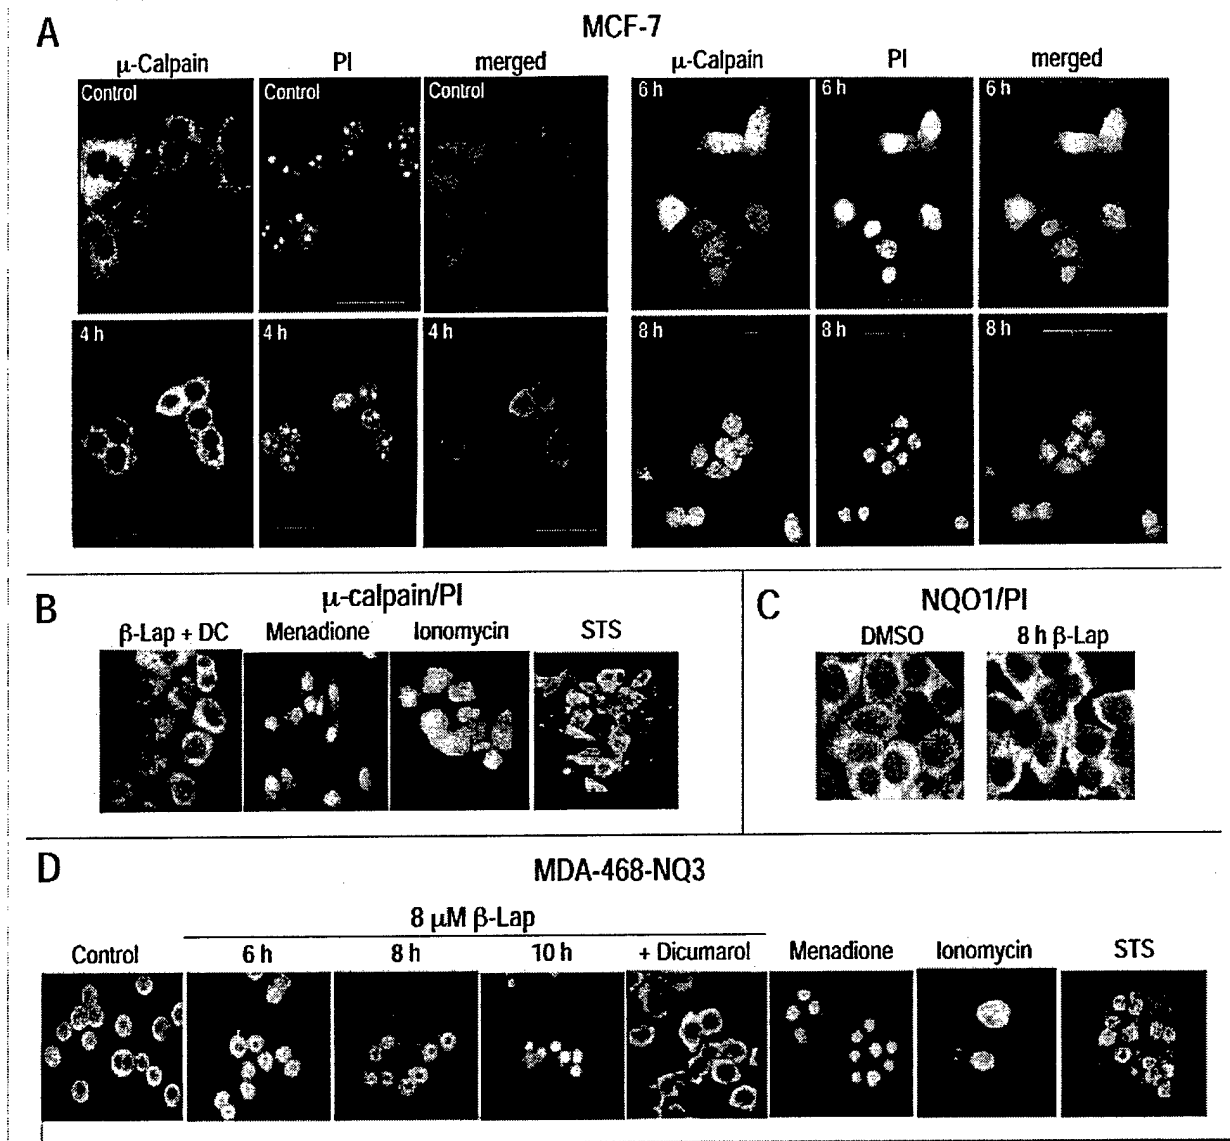 A
MCF-7
μ-Calpain PI merged μ-Calpain PI merged
Control Control Control 6 h 6 h 6 h
4 h 4 h 4 h 8 h 8 h 8 h
B
μ-calpain/PI
β-Lap + DC Menadione Ionomycin STS
C
NQO1/PI
DMSO 8 h β-Lap
D
MDA-468-NQ3
8 μM β-Lap
Control 6 h 8 h 10 h + Dicumarol Menadione Ionomycin STS